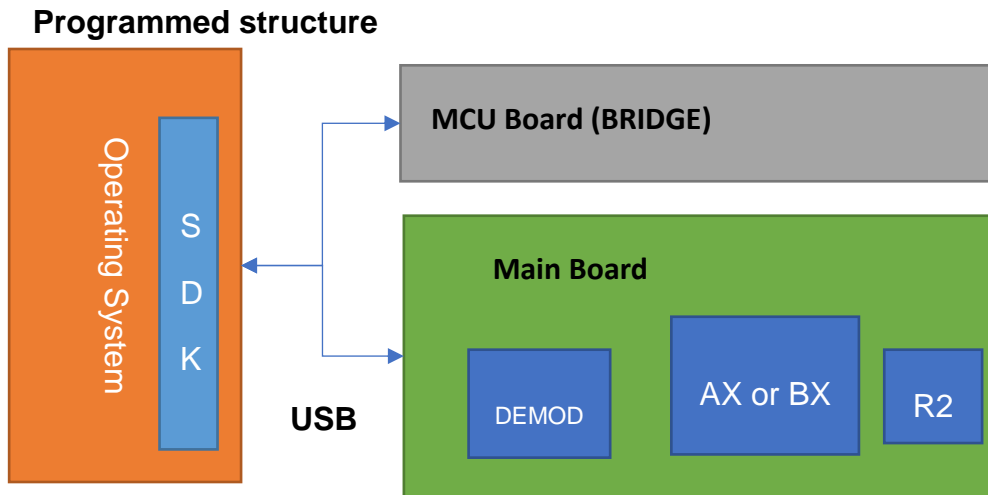 Programmed structure
Operating System
S
D
K
USB
MCU Board (BRIDGE)
Main Board
DEMOD
AX or BX
R2